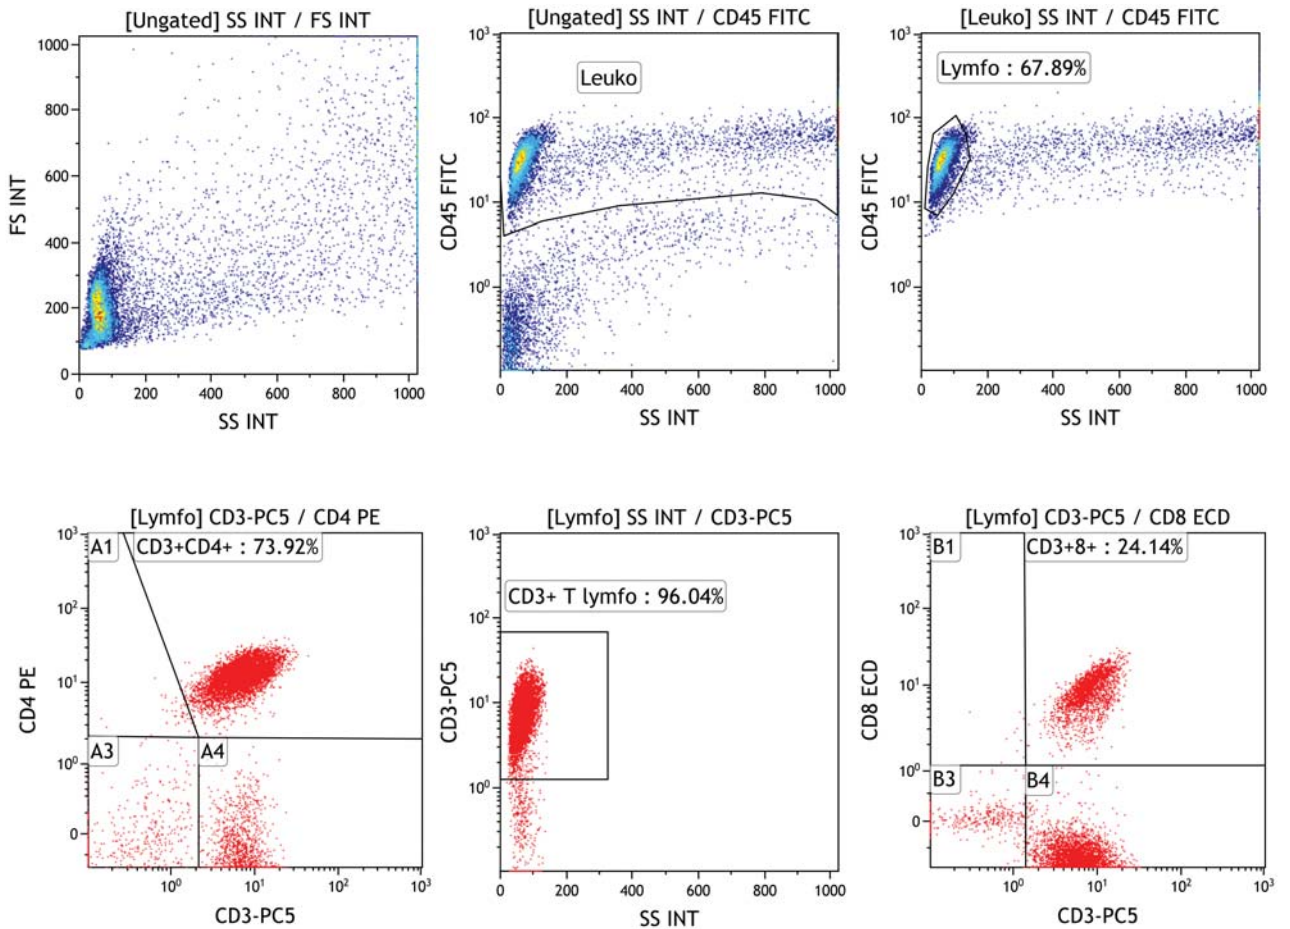 [Ungated] SS INT / FS INT
1000
800
600
400
200
0
FS INT
0 200 400 600 800 1000
SS INT
[Ungated] SS INT / CD45 FITC
Leuko
10³
10²
10¹
10⁰
CD45 FITC
0 200 400 600 800 1000
SS INT
[Leuko] SS INT / CD45 FITC
Lymfo : 67.89%
10³
10²
10¹
10⁰
CD45 FITC
0 200 400 600 800 1000
SS INT
[Lymfo] CD3-PC5 / CD4 PE
A1 CD3+CD4+ : 73.92%
A3 A4
10³
10²
10¹
10⁰
0
CD4 PE
10⁰ 10¹ 10² 10³
CD3-PC5
[Lymfo] SS INT / CD3-PC5
CD3+ T lymfo : 96.04%
10³
10²
10¹
10⁰
CD3-PC5
0 200 400 600 800 1000
SS INT
[Lymfo] CD3-PC5 / CD8 ECD
B1 CD3+8+ : 24.14%
B3 B4
10³
10²
10¹
10⁰
0
CD8 ECD
10⁰ 10¹ 10² 10³
CD3-PC5